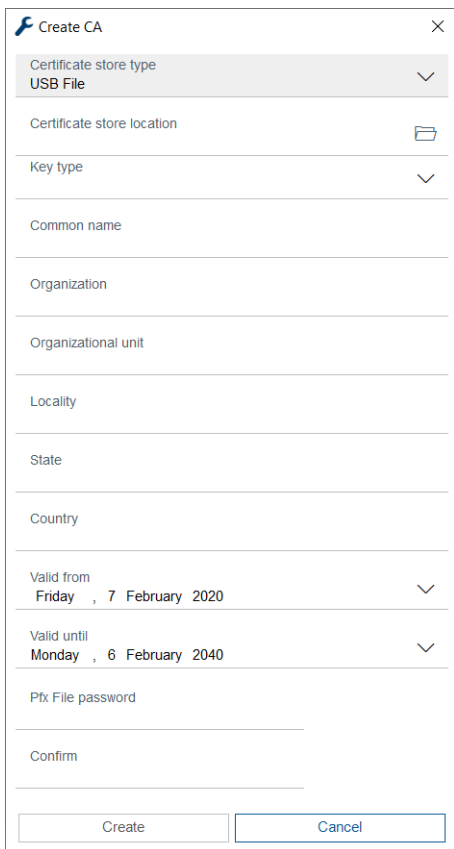 Create CA
Certificate store type
USB File
Certificate store location
Key type
Common name
Organization
Organizational unit
Locality
State
Country
Valid from
Friday , 7 February 2020
Valid until
Monday , 6 February 2040
Pfx File password
Confirm
Create Cancel